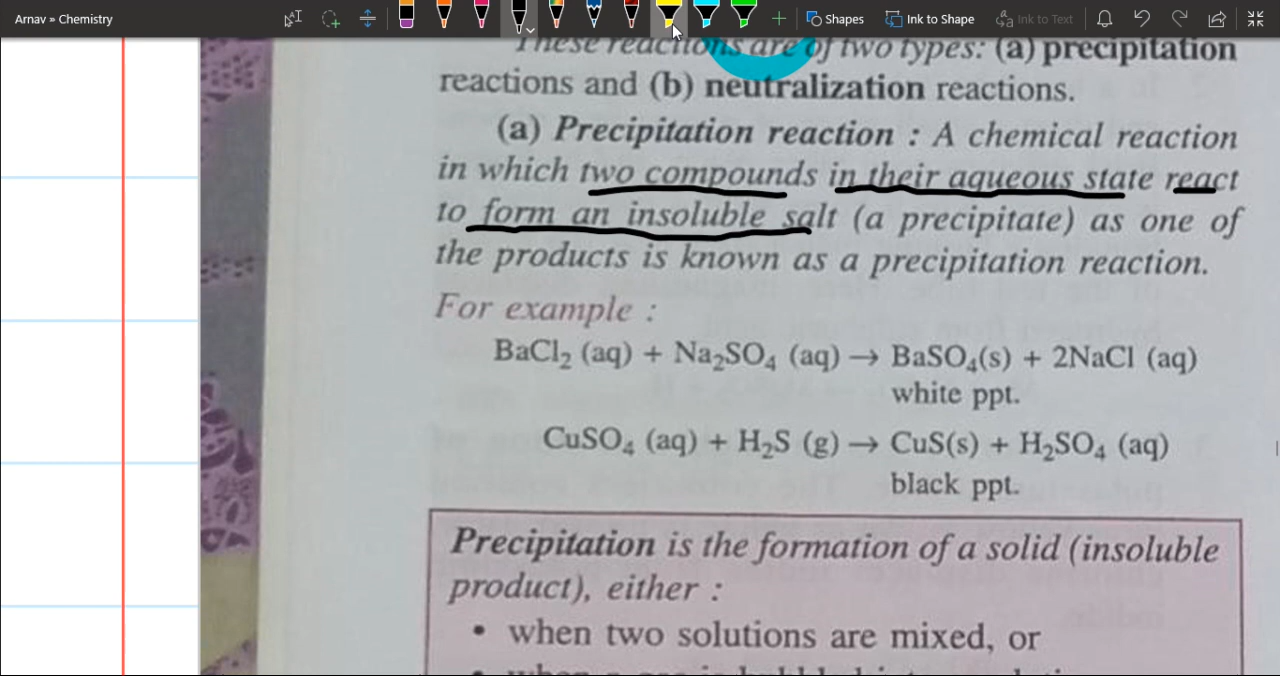 Arnav » Chemistry
Shapes
Ink to Shape
Ink to Text
These reactions are of two types: (a) precipitation
reactions and (b) neutralization reactions.
(a) Precipitation reaction : A chemical reaction
in which two compounds in their aqueous state react
to form an insoluble salt (a precipitate) as one of
the products is known as a precipitation reaction.
For example :
BaCl₂ (aq) + Na₂SO₄ (aq) → BaSO₄(s) + 2NaCl (aq)
white ppt.
CuSO₄ (aq) + H₂S (g) → CuS(s) + H₂SO₄ (aq)
black ppt.
Precipitation is the formation of a solid (insoluble
product), either :
• when two solutions are mixed, or